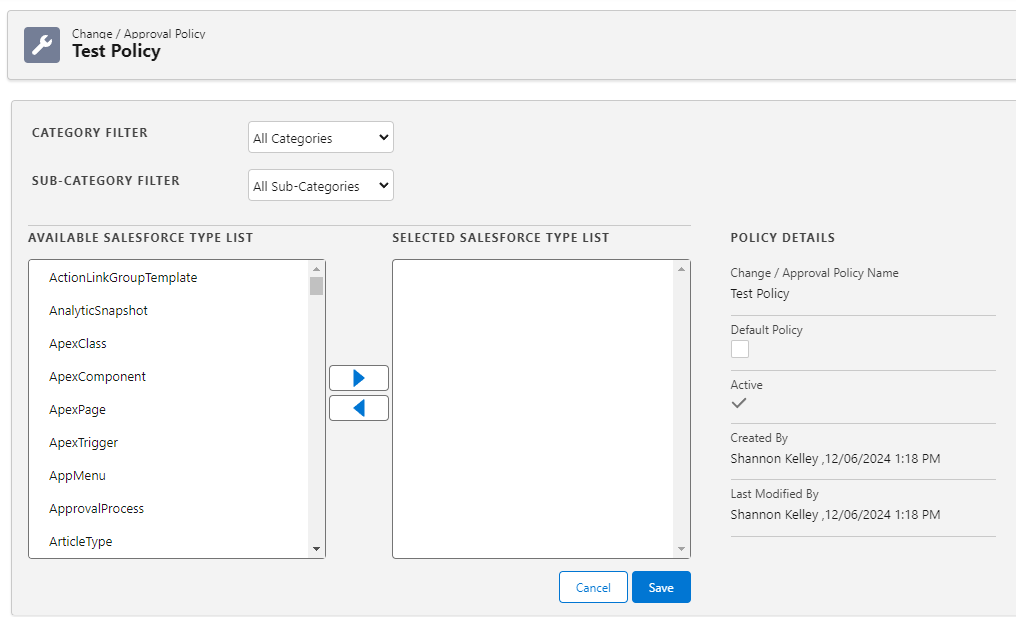 Change / Approval Policy
Test Policy
CATEGORY FILTER
All Categories
SUB-CATEGORY FILTER
All Sub-Categories
AVAILABLE SALESFORCE TYPE LIST
ActionLinkGroupTemplate
AnalyticSnapshot
ApexClass
ApexComponent
ApexPage
ApexTrigger
AppMenu
ApprovalProcess
ArticleType
SELECTED SALESFORCE TYPE LIST
Cancel
Save
POLICY DETAILS
Change / Approval Policy Name
Test Policy
Default Policy
Active
Created By
Shannon Kelley ,12/06/2024 1:18 PM
Last Modified By
Shannon Kelley ,12/06/2024 1:18 PM